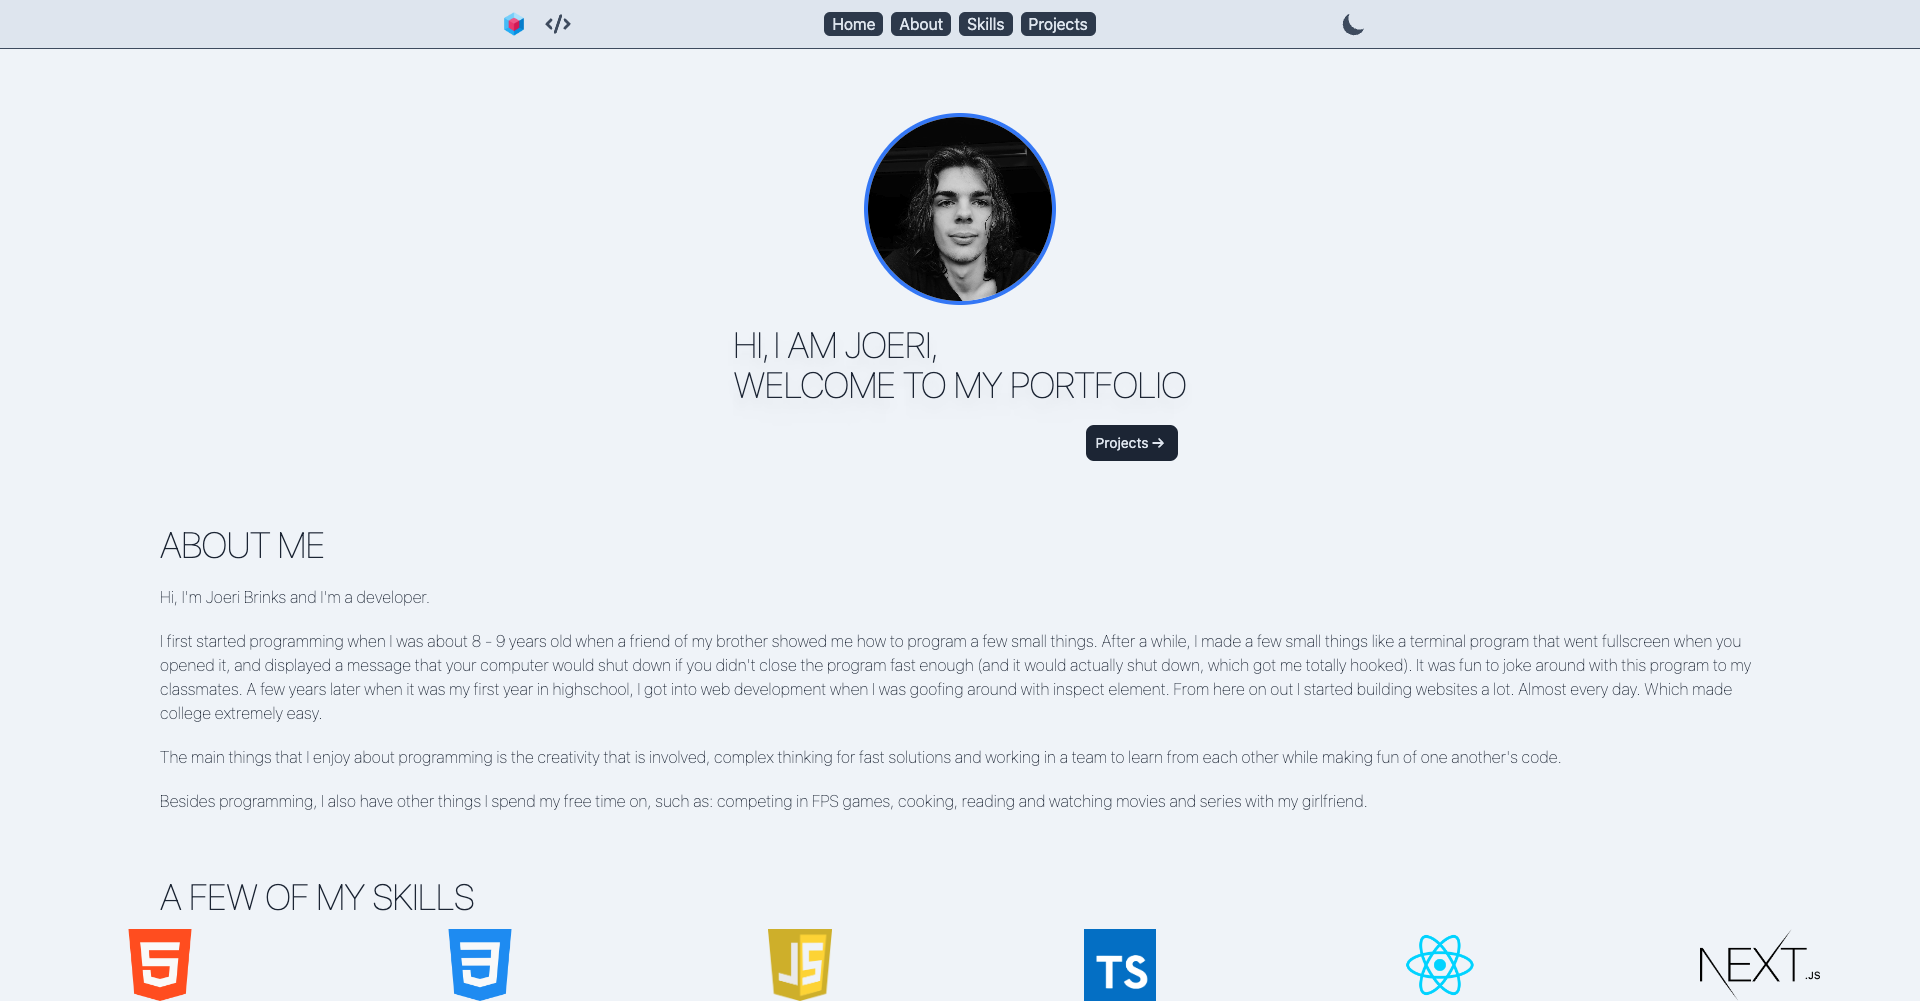 Home About Skills Projects
HI, I AM JOERI,
WELCOME TO MY PORTFOLIO
Projects →
ABOUT ME
Hi, I'm Joeri Brinks and I'm a developer.
I first started programming when I was about 8 - 9 years old when a friend of my brother showed me how to program a few small things. After a while, I made a few small things like a terminal program that went fullscreen when you
opened it, and displayed a message that your computer would shut down if you didn't close the program fast enough (and it would actually shut down, which got me totally hooked). It was fun to joke around with this program to my
classmates. A few years later when it was my first year in highschool, I got into web development when I was goofing around with inspect element. From here on out I started building websites a lot. Almost every day. Which made
college extremely easy.
The main things that I enjoy about programming is the creativity that is involved, complex thinking for fast solutions and working in a team to learn from each other while making fun of one another's code.
Besides programming, I also have other things I spend my free time on, such as: competing in FPS games, cooking, reading and watching movies and series with my girlfriend.
A FEW OF MY SKILLS
5 3 JS TS NEXT.JS